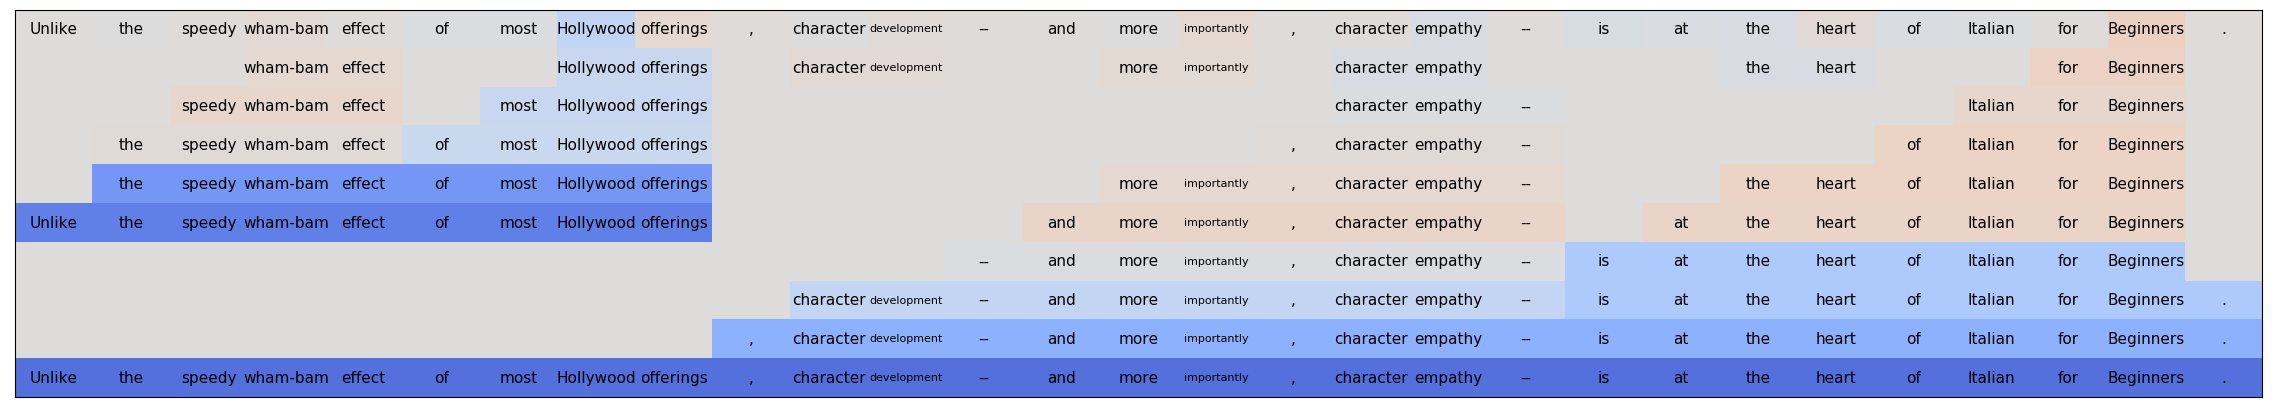 Unlike the speedy wham-bam effect of most Hollywood offerings , character development -- and more importantly , character empathy -- is at the heart of Italian for Beginners .
wham-bam effect Hollywood offerings character development more importantly character empathy the heart for Beginners
speedy wham-bam effect most Hollywood offerings character empathy -- Italian for Beginners
the speedy wham-bam effect of most Hollywood offerings , character empathy -- of Italian for Beginners
the speedy wham-bam effect of most Hollywood offerings more importantly , character empathy -- the heart of Italian for Beginners
Unlike the speedy wham-bam effect of most Hollywood offerings and more importantly , character empathy -- at the heart of Italian for Beginners
-- and more importantly , character empathy -- is at the heart of Italian for Beginners
character development -- and more importantly , character empathy -- is at the heart of Italian for Beginners .
, character development -- and more importantly , character empathy -- is at the heart of Italian for Beginners .
Unlike the speedy wham-bam effect of most Hollywood offerings , character development -- and more importantly , character empathy -- is at the heart of Italian for Beginners .